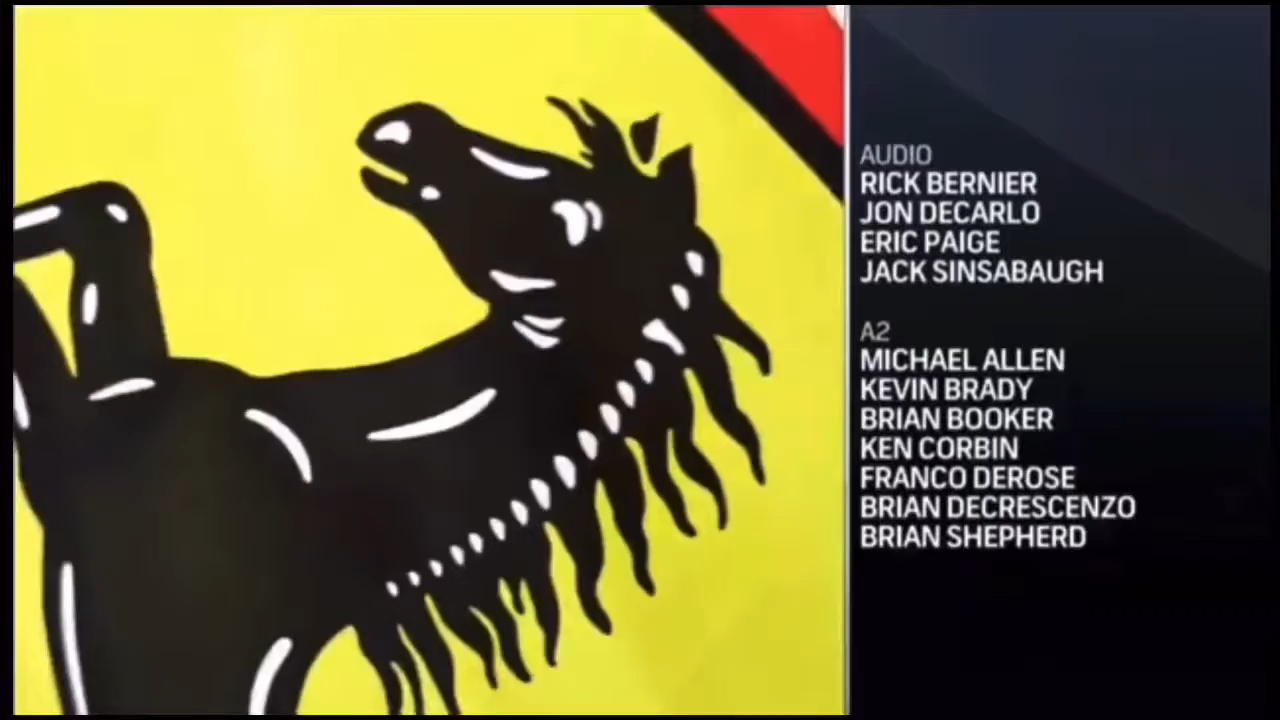 AUDIO
RICK BERNIER
JON DECARLO
ERIC PAIGE
JACK SINSABAUGH
A2
MICHAEL ALLEN
KEVIN BRADY
BRIAN BOOKER
KEN CORBIN
FRANCO DEROSE
BRIAN DECRESCENZO
BRIAN SHEPHERD